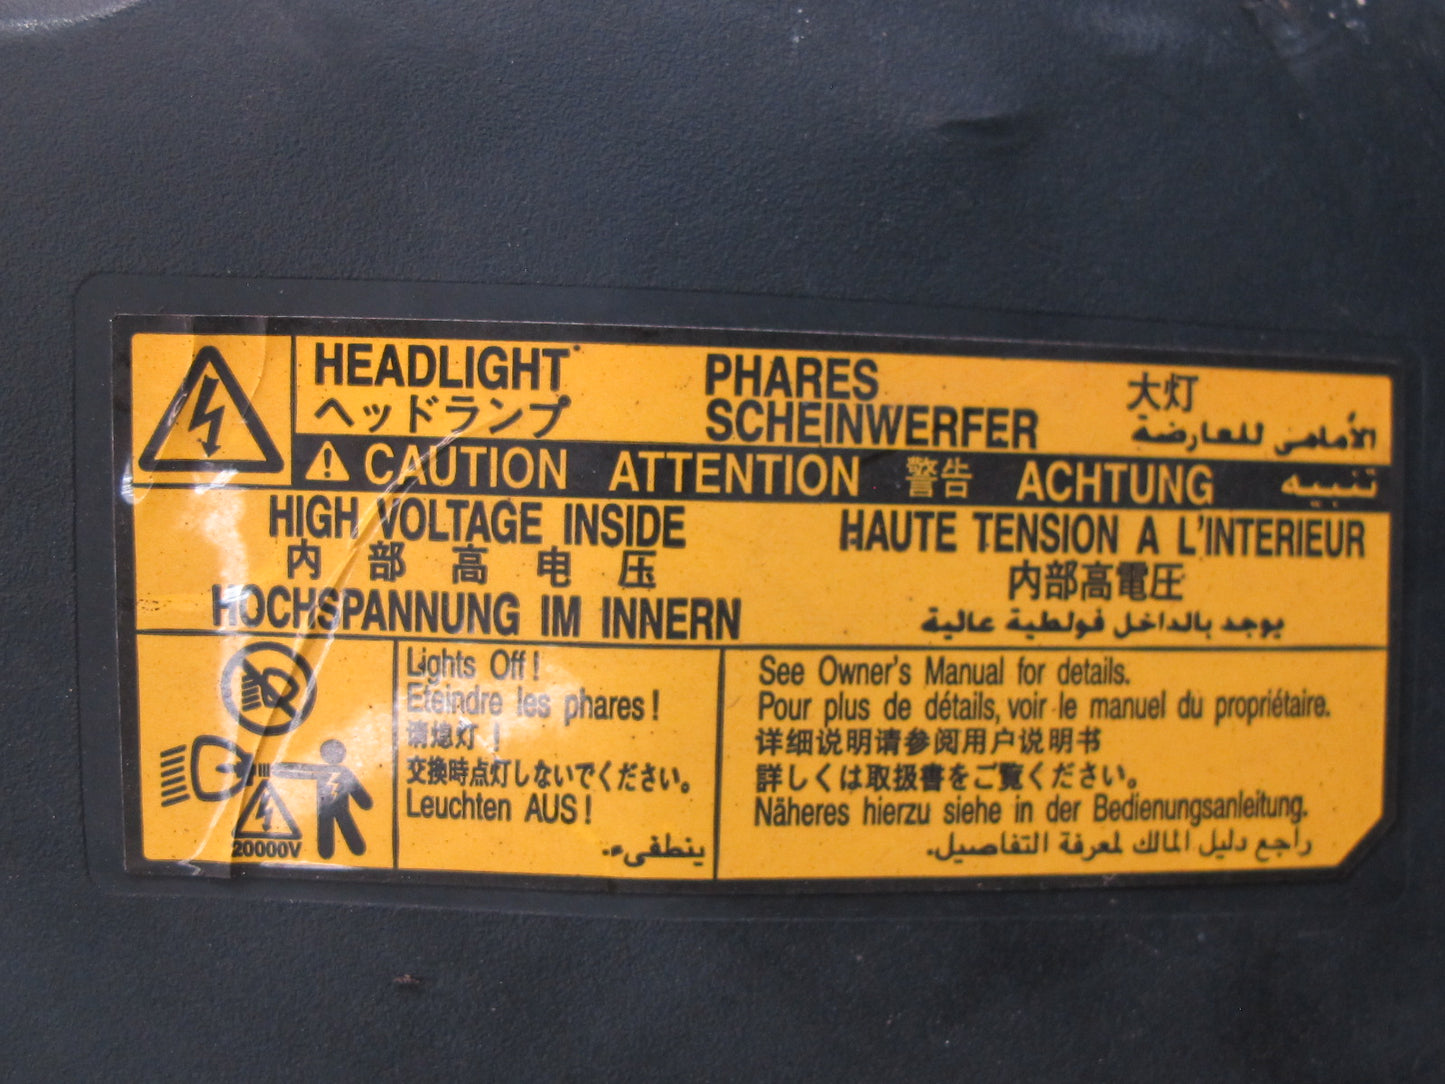 HEADLIGHT
ヘッドランプ
PHARES
SCHEINWERFER
大灯
الأمامى للعارضة
CAUTION ATTENTION 警告 ACHTUNG تنبيه
HIGH VOLTAGE INSIDE
内部高电压
HOCHSPANNUNG IM INNERN
HAUTE TENSION A L'INTERIEUR
内部高電圧
يوجد بالداخل فولطية عالية
20000V
Lights Off!
Eteindre les phares!
请熄灯!
交換時点灯しないでください。
Leuchten AUS!
ينطفىء.
See Owner's Manual for details.
Pour plus de détails, voir le manuel du propriétaire.
详细说明请参阅用户说明书
詳しくは取扱書をご覧ください。
Näheres hierzu siehe in der Bedienungsanleitung.
راجع دليل المالك لمعرفة التفاصيل.